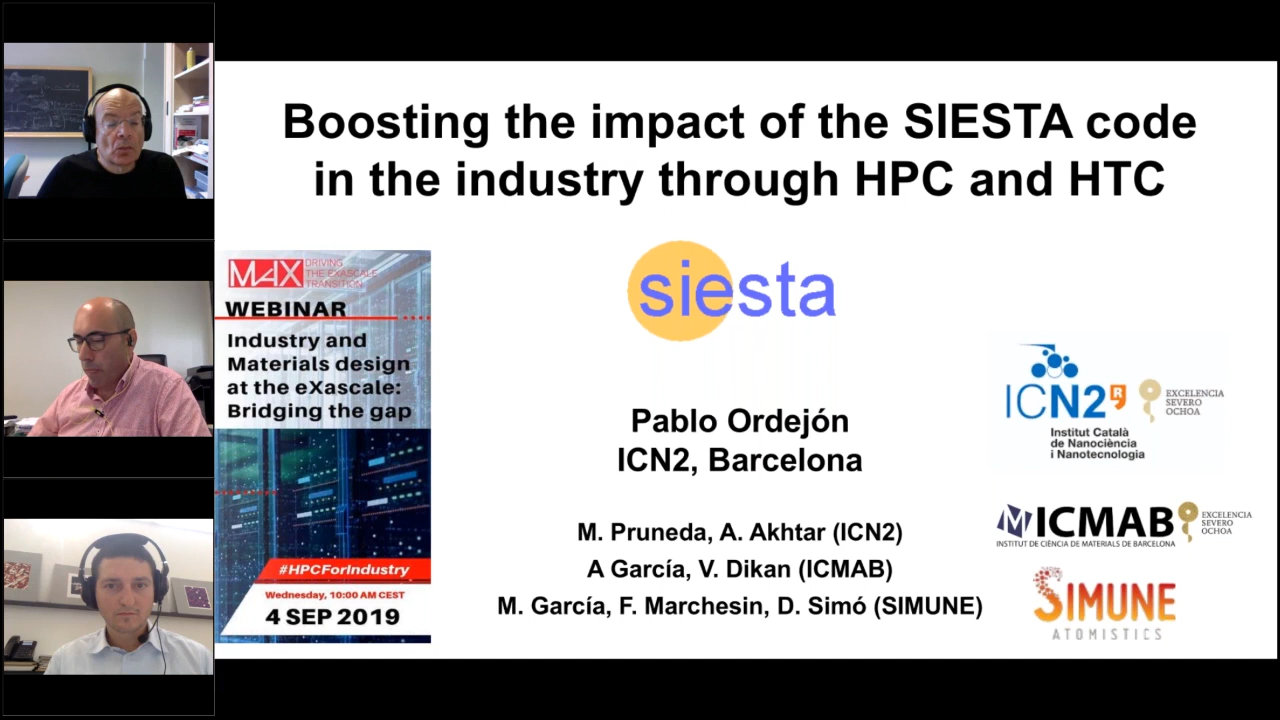 Boosting the impact of the SIESTA code
in the industry through HPC and HTC
siesta
MAX
DRIVING
THE EXASCALE
TRANSITION
WEBINAR
Industry and
Materials design
at the eXascale:
Bridging the gap
#HPCForIndustry
Wednesday, 10:00 AM CEST
4 SEP 2019
Pablo Ordejón
ICN2, Barcelona
M. Pruneda, A. Akhtar (ICN2)
A García, V. Dikan (ICMAB)
M. García, F. Marchesin, D. Simó (SIMUNE)
ICN2
Institut Català
de Nanociència
i Nanotecnologia
EXCELENCIA
SEVERO
OCHOA
ICMAB
INSTITUT DE CIÈNCIA DE MATERIALS DE BARCELONA
EXCELENCIA
SEVERO
OCHOA
SIMUNE
ATOMISTICS